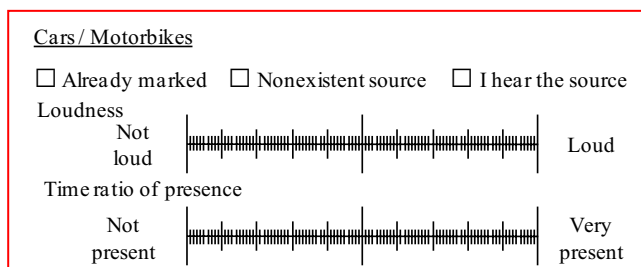 Cars / Motorbikes
Already marked Nonexistent source I hear the source
Loudness
Not loud Loud
Time ratio of presence
Not present Very present